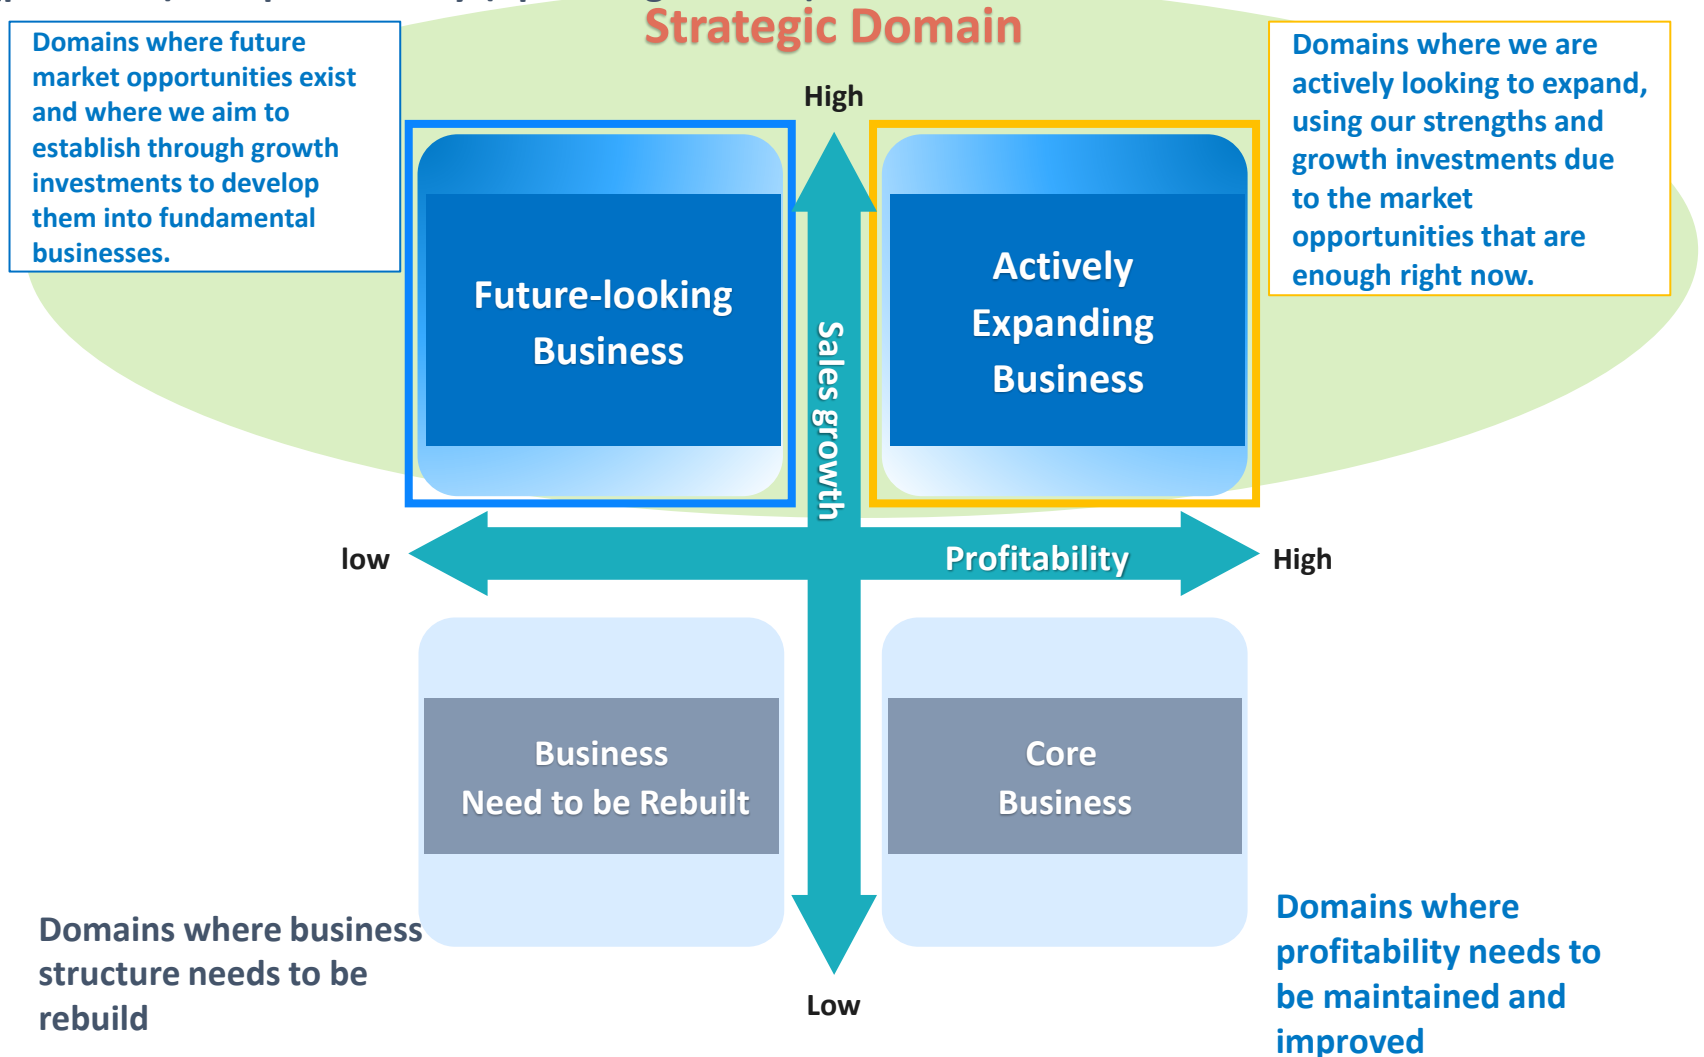 Strategic Domain
Domains where future
market opportunities exist
and where we aim to
establish through growth
investments to develop
them into fundamental
businesses.
High
Domains where we are
actively looking to expand,
using our strengths and
growth investments due
to the market
opportunities that are
enough right now.
Future-looking
Business
Sales growth
Actively
Expanding
Business
low
Profitability
High
Business
Need to be Rebuilt
Core
Business
Domains where business
structure needs to be
rebuild
Low
Domains where
profitability needs to
be maintained and
improved